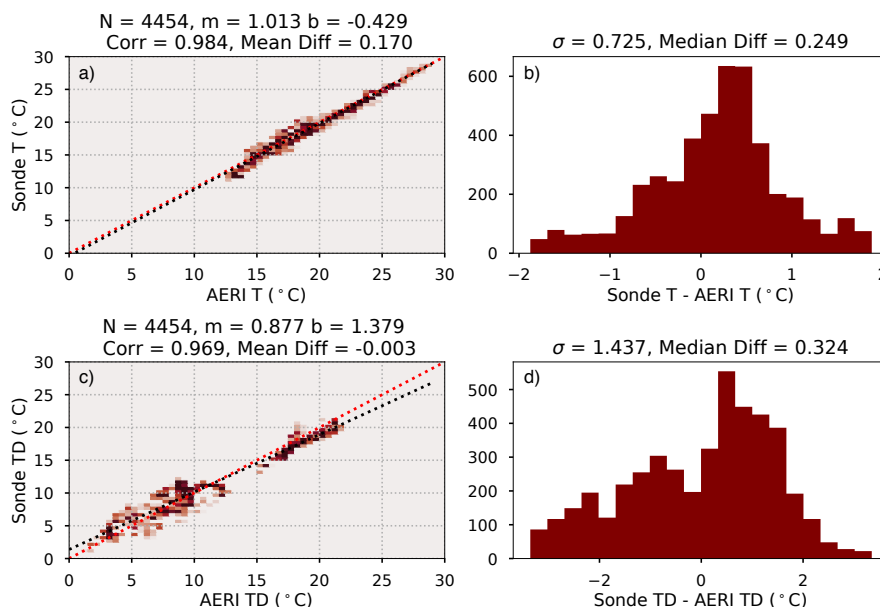 N = 4454, m = 1.013 b = -0.429
Corr = 0.984, Mean Diff = 0.170
a)
30
25
20
15
10
5
0
Sonde T (°C)
0 5 10 15 20 25 30
AERI T (°C)
σ = 0.725, Median Diff = 0.249
b)
600
400
200
0
−2 −1 0 1 2
Sonde T - AERI T (°C)
N = 4454, m = 0.877 b = 1.379
Corr = 0.969, Mean Diff = -0.003
c)
30
25
20
15
10
5
0
Sonde TD (°C)
0 5 10 15 20 25 30
AERI TD (°C)
σ = 1.437, Median Diff = 0.324
d)
500
400
300
200
100
0
−2 0 2
Sonde TD - AERI TD (°C)